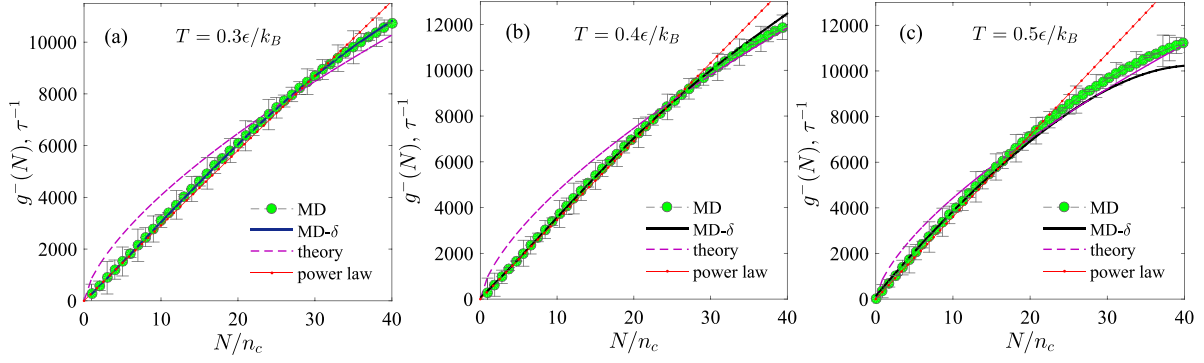 (a) T = 0.3ϵ/k_B
g⁻(N), τ⁻¹
10000
8000
6000
4000
2000
0
MD
MD-δ
theory
power law
0 10 20 30 40
N/n_c
(b) T = 0.4ϵ/k_B
g⁻(N), τ⁻¹
14000
12000
10000
8000
6000
4000
2000
0
MD
MD-δ
theory
power law
0 10 20 30 40
N/n_c
(c) T = 0.5ϵ/k_B
g⁻(N), τ⁻¹
12000
10000
8000
6000
4000
2000
0
MD
MD-δ
theory
power law
0 10 20 30 40
N/n_c